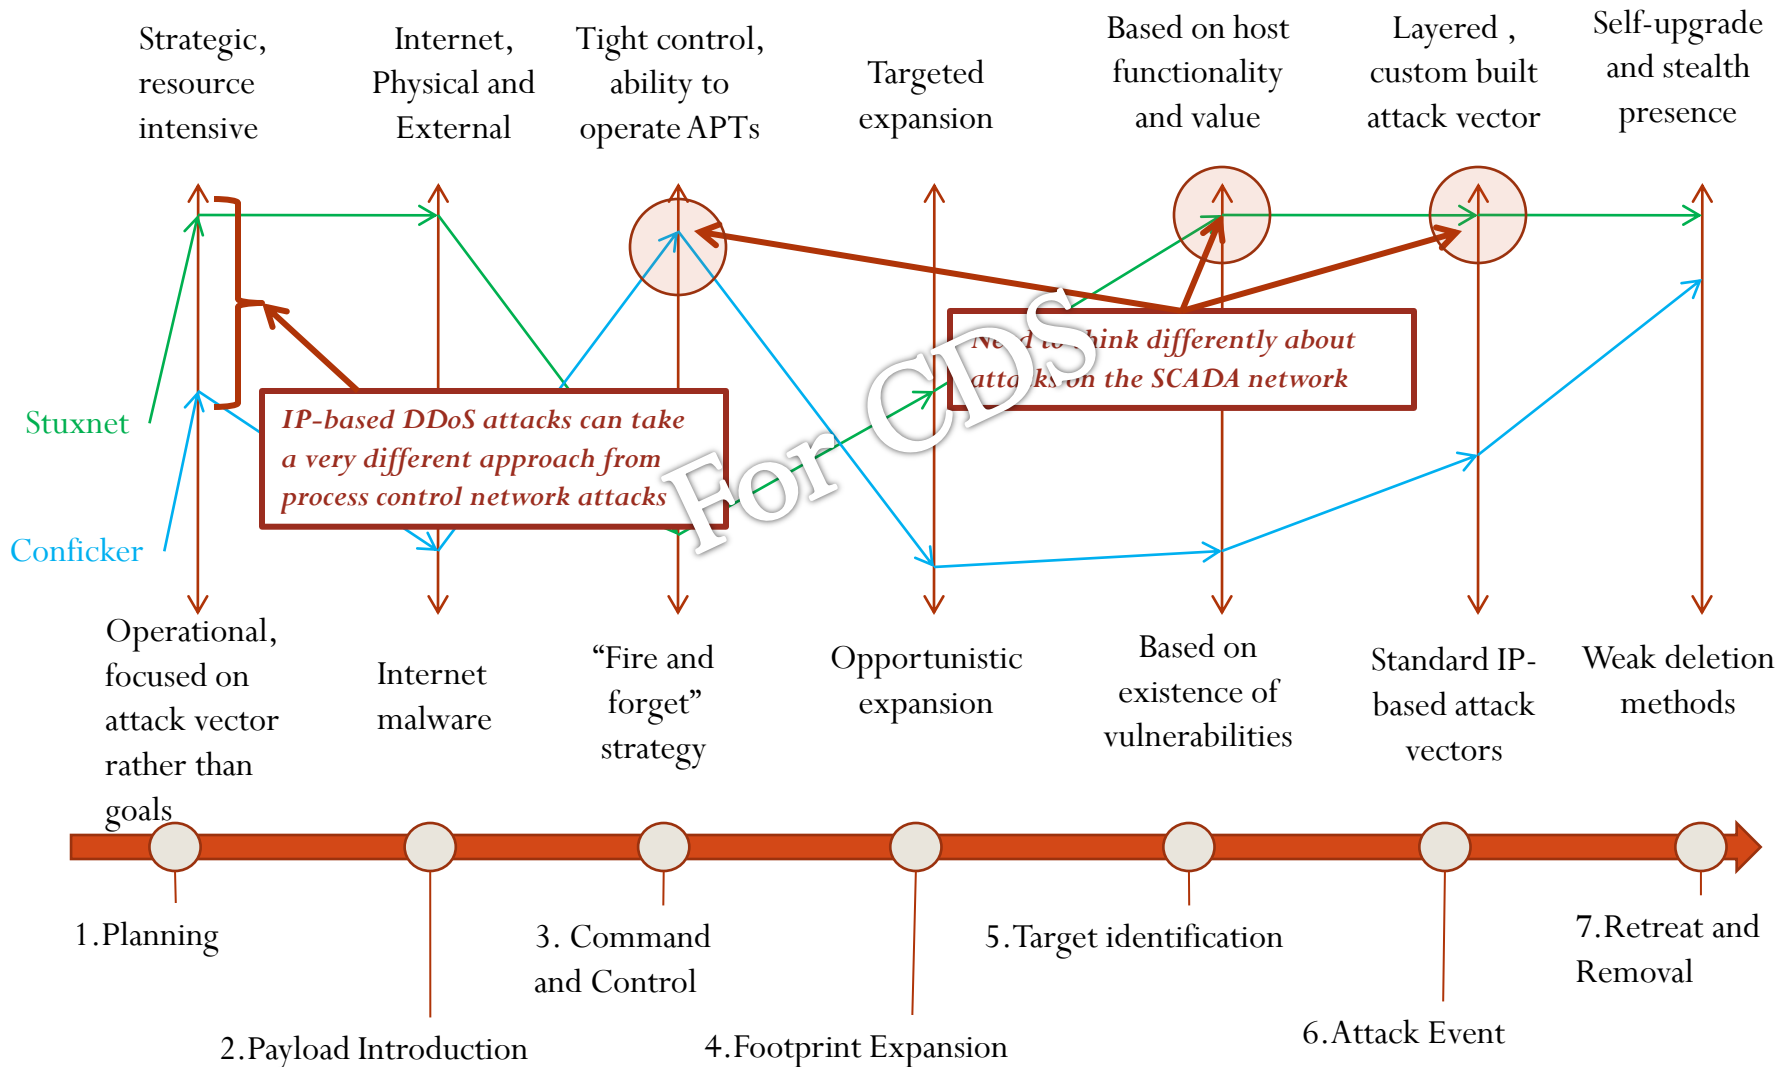 Strategic,
resource
intensive
Internet,
Physical and
External
Tight control,
ability to
operate APTs
Targeted
expansion
Based on host
functionality
and value
Layered ,
custom built
attack vector
Self-upgrade
and stealth
presence
Stuxnet
Conficker
IP-based DDoS attacks can take
a very different approach from
process control network attacks
Need to think differently about
attacks on the SCADA network
For CDS
Operational,
focused on
attack vector
rather than
goals
Internet
malware
“Fire and
forget”
strategy
Opportunistic
expansion
Based on
existence of
vulnerabilities
Standard IP-
based attack
vectors
Weak deletion
methods
1.Planning
2.Payload Introduction
3. Command
and Control
4.Footprint Expansion
5.Target identification
6.Attack Event
7.Retreat and
Removal